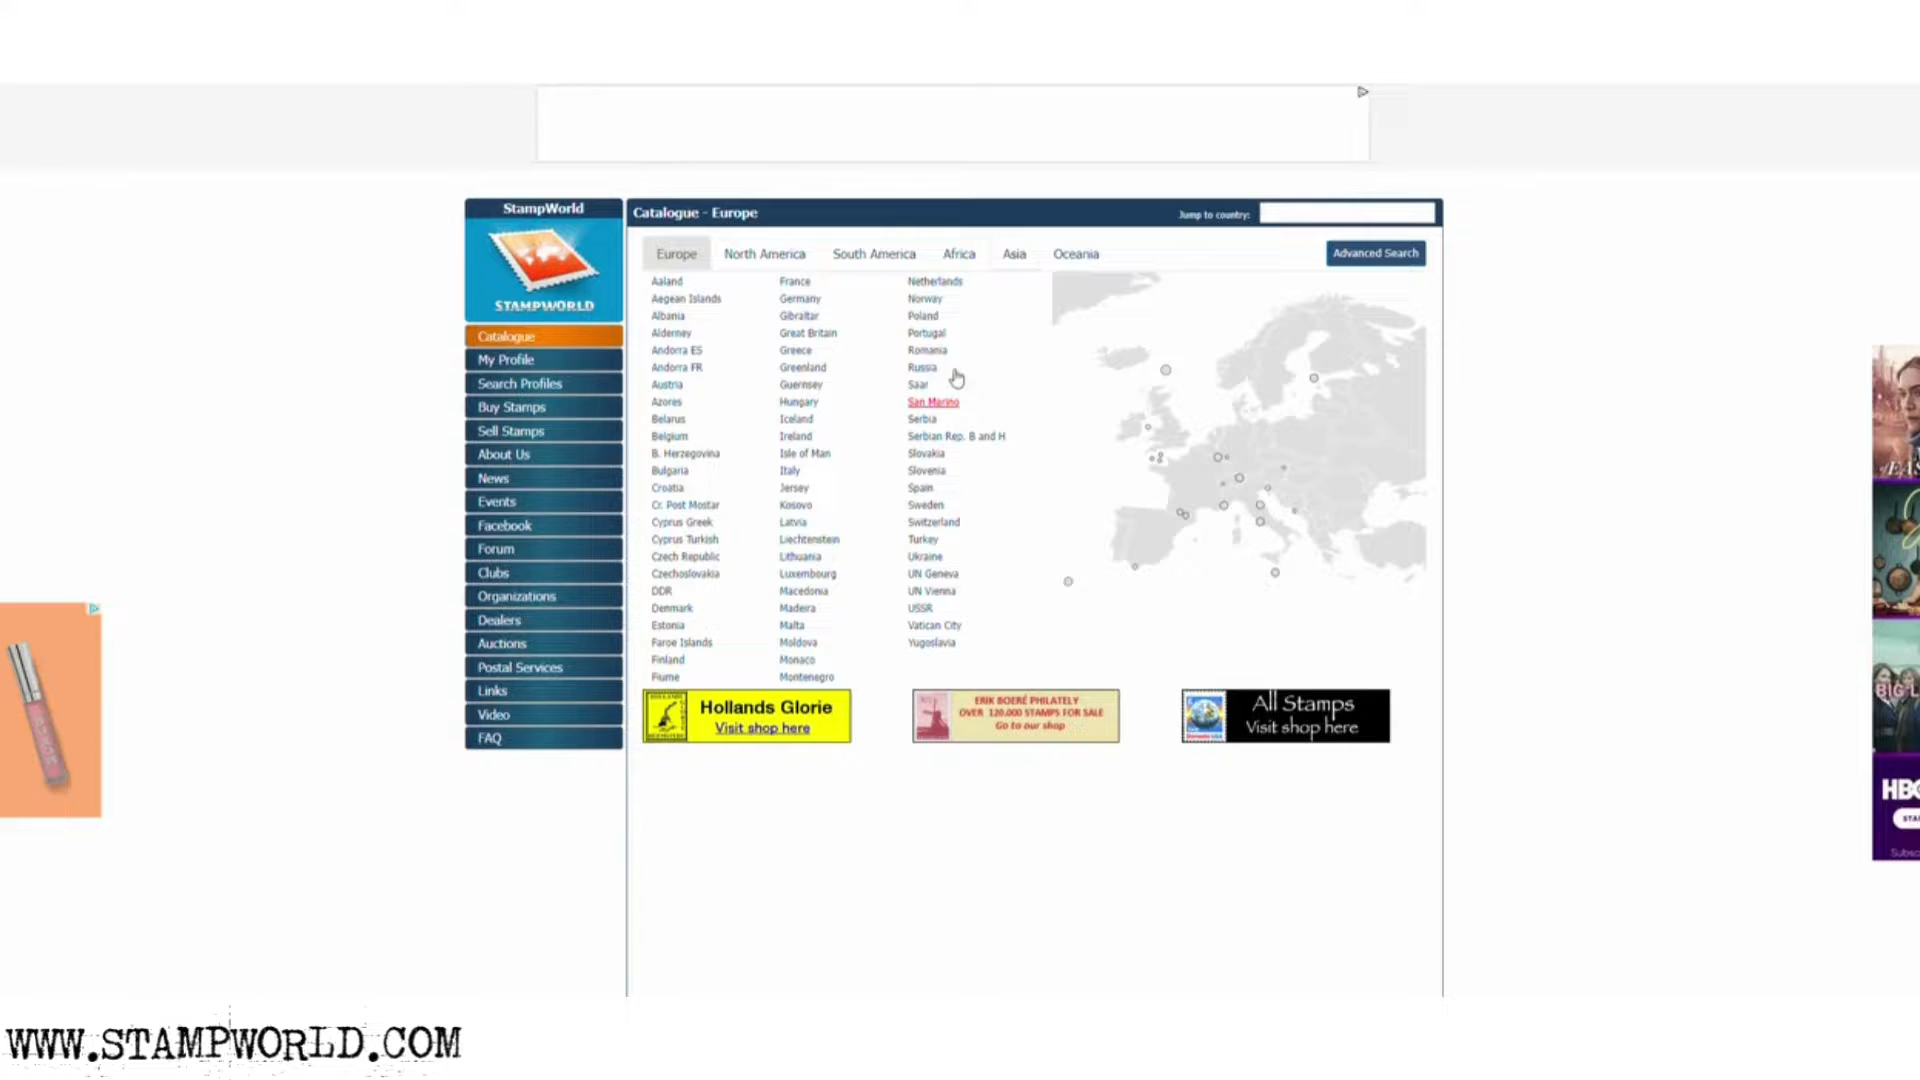 StampWorld
STAMPWORLD
Catalogue
My Profile
Search Profiles
Buy Stamps
Sell Stamps
About Us
News
Events
Facebook
Forum
Clubs
Organizations
Dealers
Auctions
Postal Services
Links
Video
FAQ
Catalogue - Europe
Jump to country:
Europe North America South America Africa Asia Oceania
Advanced Search
Aaland
Aegean Islands
Albania
Alderney
Andorra ES
Andorra FR
Austria
Azores
Belarus
Belgium
B. Herzegovina
Bulgaria
Croatia
Cr. Post Mostar
Cyprus Greek
Cyprus Turkish
Czech Republic
Czechoslovakia
DDR
Denmark
Estonia
Faroe Islands
Finland
Fiume
France
Germany
Gibraltar
Great Britain
Greece
Greenland
Guernsey
Hungary
Iceland
Ireland
Isle of Man
Italy
Jersey
Kosovo
Latvia
Liechtenstein
Lithuania
Luxembourg
Macedonia
Madeira
Malta
Moldova
Monaco
Montenegro
Netherlands
Norway
Poland
Portugal
Romania
Russia
Saar
San Marino
Serbia
Serbian Rep. B and H
Slovakia
Slovenia
Spain
Sweden
Switzerland
Turkey
Ukraine
UN Geneva
UN Vienna
USSR
Vatican City
Yugoslavia
Hollands Glorie
Visit shop here
ERIK BOERÉ PHILATELY
OVER 120.000 STAMPS FOR SALE
Go to our shop
All Stamps
Visit shop here
BIG L
HBO
STA
Subsc
WWW.STAMPWORLD.COM